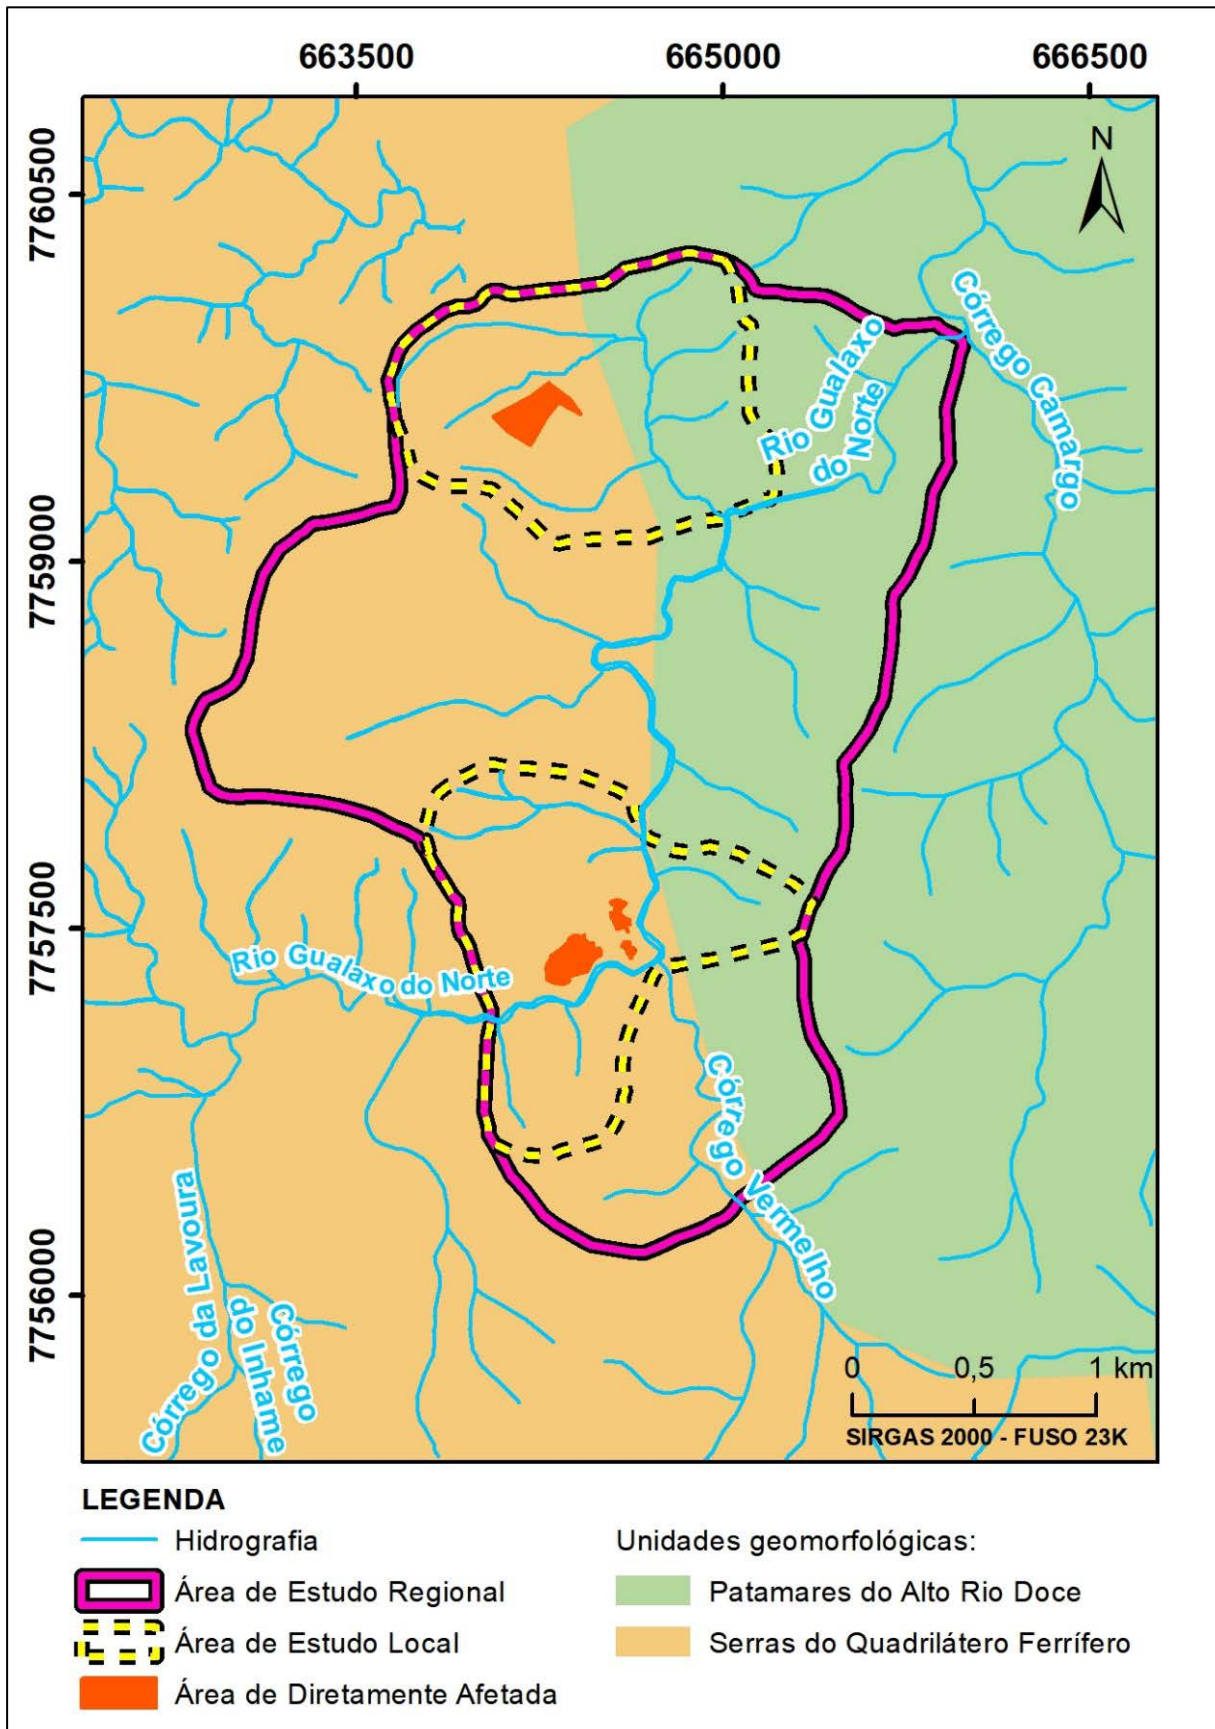 663500 665000 666500
7760500
7759000
7757500
7756000
N
Córrego Camargo
Rio Gualaxo
do Norte
Rio Gualaxo do Norte
Córrego Vermelho
Córrego da Lavoura
Córrego
do Inhame
0 0,5 1 km
SIRGAS 2000 - FUSO 23K
LEGENDA
Hidrografia
Área de Estudo Regional
Área de Estudo Local
Área de Diretamente Afetada
Unidades geomorfológicas:
Patamares do Alto Rio Doce
Serras do Quadrilátero Ferrífero